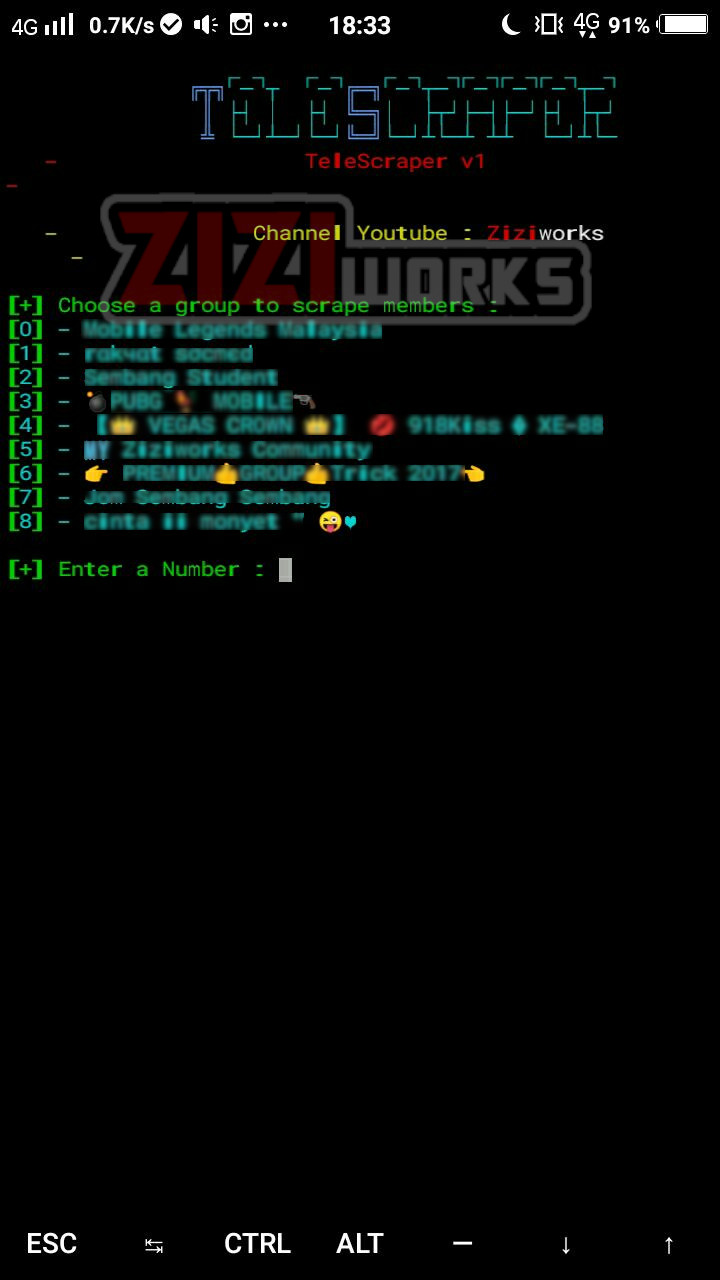 4G 0.7K/s ... 18:33 4G 91%
TELESCRAPER
- TeleScraper v1
-
- Channel Youtube : Ziziworks
-
ZIZIWORKS
[+] Choose a group to scrape members :
[0] - Mobile Legends Malaysia
[1] - rakyat socmed
[2] - Sembang Student
[3] - 💣PUBG MOBILE🔫
[4] - 【👑 VEGAS CROWN 👑】 💋 918Kiss XE-88
[5] - Ziziworks Community
[6] - 👉 PREMIUM👍GROUP👍Trick 2017👈
[7] - Jom Sembang Sembang
[8] - cinta ii monyet " 😜♥
[+] Enter a Number :
ESC ↹ CTRL ALT – ↓ ↑